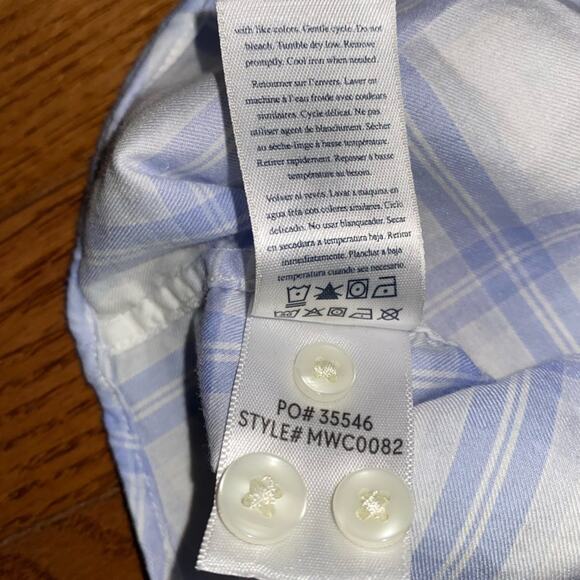 with like colors. Gentle cycle. Do not
bleach. Tumble dry low. Remove
promptly. Cool iron when needed.
Retourner sur l'envers. Laver en
machine à l'eau froide avec couleurs
similaires. Cycle délicat. Ne pas
utiliser agent de blanchiment. Sécher
au sèche-linge à basse température.
Retirer rapidement. Repasser à basse
température au besoin.
Volver al revés. Lavar a máquina en
agua fría con colores similares. Ciclo
delicado. No usar blanqueador. Secar
en secadora a temperatura baja. Retirar
inmediatamente. Planchar a baja
temperatura cuando sea necesario.
PO# 35546
STYLE# MWC0082